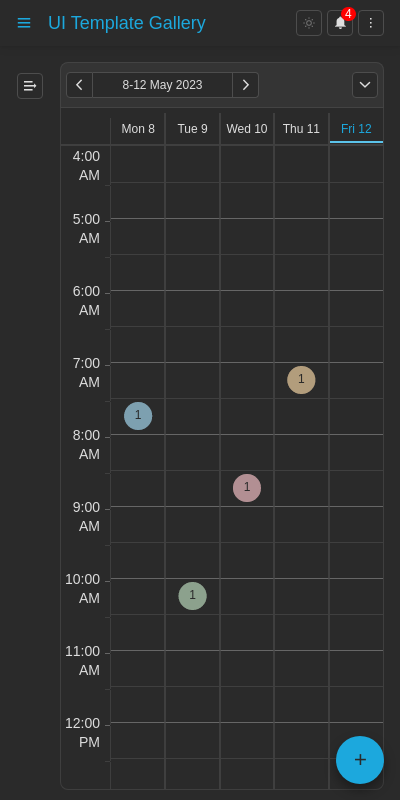 UI Template Gallery
4
8-12 May 2023
Mon 8
Tue 9
Wed 10
Thu 11
Fri 12
4:00
AM
5:00
AM
6:00
AM
7:00
AM
1
1
8:00
AM
1
9:00
AM
10:00
AM
1
11:00
AM
12:00
PM
+